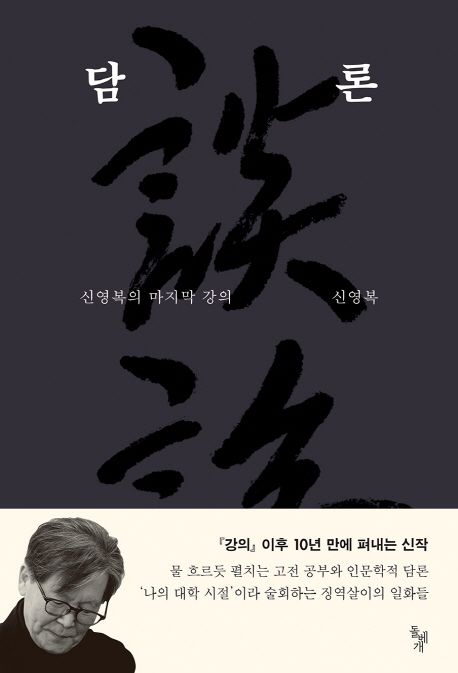 담 론
談論
신영복의 마지막 강의 신영복
『강의』 이후 10년 만에 펴내는 신작
물 흐르듯 펼치는 고전 공부와 인문학적 담론
‘나의 대학 시절’이라 술회하는 징역살이의 일화들
돌베개